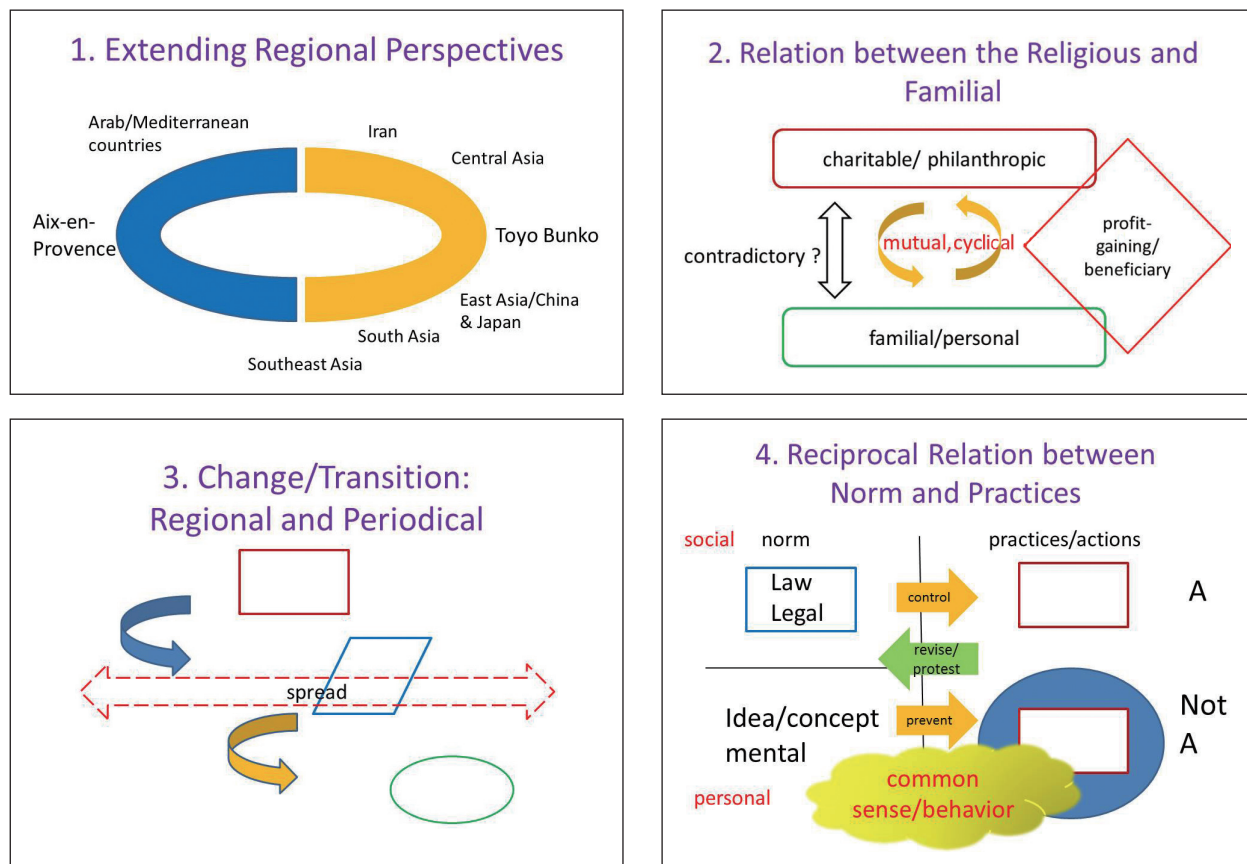 1. Extending Regional Perspectives
Arab/Mediterranean
countries
Iran
Central Asia
Aix-en-
Provence
Toyo Bunko
East Asia/China
& Japan
South Asia
Southeast Asia
2. Relation between the Religious and
Familial
charitable/ philanthropic
contradictory ?
mutual,cyclical
profit-
gaining/
beneficiary
familial/personal
3. Change/Transition:
Regional and Periodical
spread
4. Reciprocal Relation between
Norm and Practices
social
norm
practices/actions
Law
Legal
control
A
revise/
protest
Idea/concept
mental
prevent
Not
A
personal
common
sense/behavior